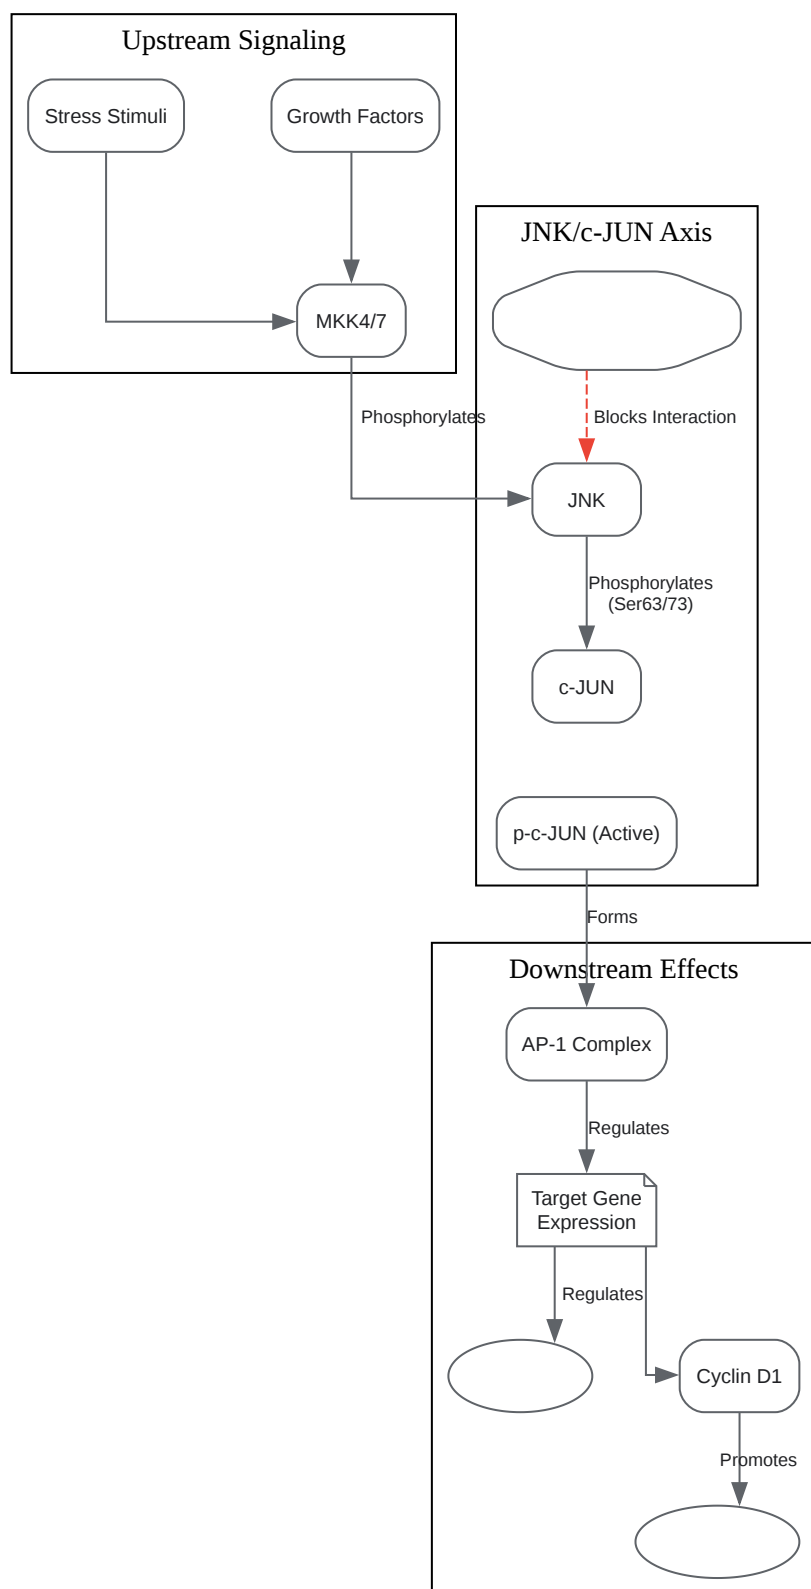 Upstream Signaling
Stress Stimuli
Growth Factors
MKK4/7
JNK/c-JUN Axis
Phosphorylates
Blocks Interaction
JNK
Phosphorylates
(Ser63/73)
c-JUN
p-c-JUN (Active)
Forms
Downstream Effects
AP-1 Complex
Regulates
Target Gene
Expression
Regulates
Cyclin D1
Promotes